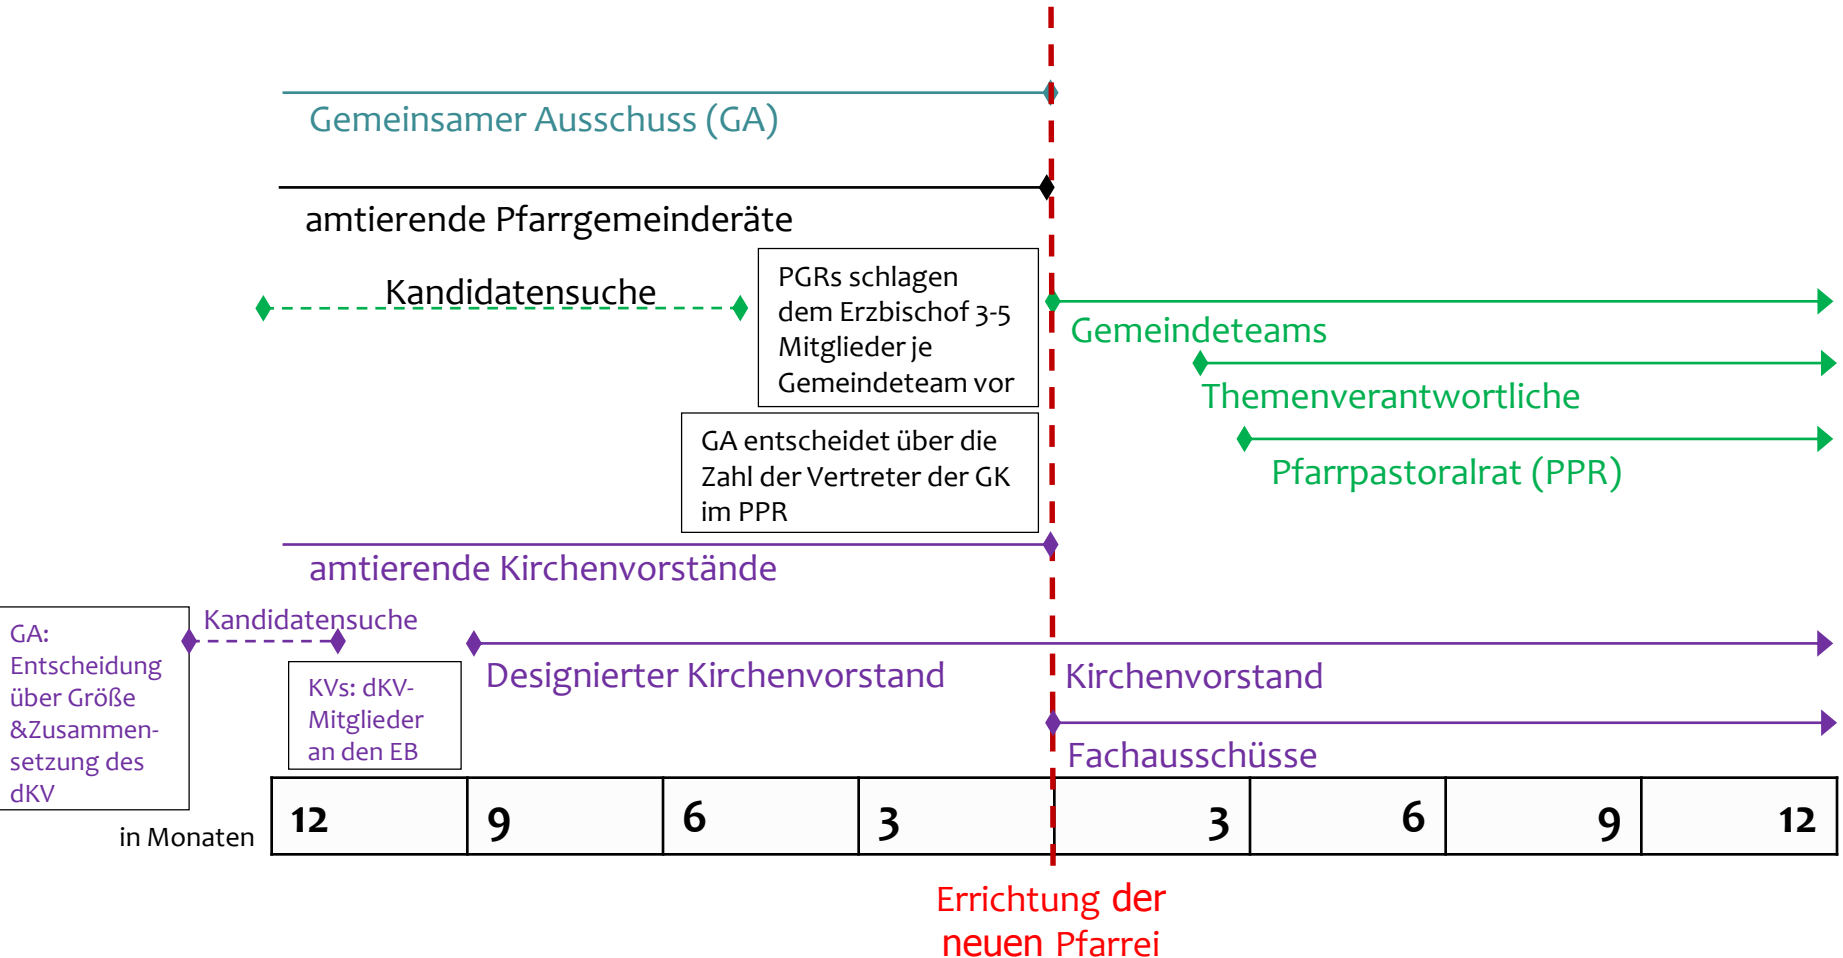 Gemeinsamer Ausschuss (GA)
amtierende Pfarrgemeinderäte
Kandidatensuche
PGRs schlagen
dem Erzbischof 3-5
Mitglieder je
Gemeindeteam vor
Gemeindeteams
Themenverantwortliche
GA entscheidet über die
Zahl der Vertreter der GK
im PPR
Pfarrpastoralrat (PPR)
amtierende Kirchenvorstände
GA:
Entscheidung
über Größe
&Zusammen-
setzung des
dKV
Kandidatensuche
KVs: dKV-
Mitglieder
an den EB
Designierter Kirchenvorstand
Kirchenvorstand
Fachausschüsse
in Monaten
12 9 6 3 3 6 9 12
Errichtung der
neuen Pfarrei